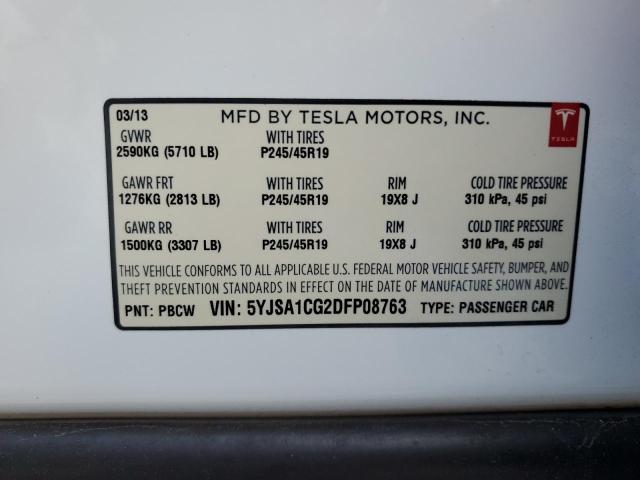 03/13 MFD BY TESLA MOTORS, INC.
TESLA
GVWR WITH TIRES
2590KG (5710 LB) P245/45R19
GAWR FRT WITH TIRES RIM COLD TIRE PRESSURE
1276KG (2813 LB) P245/45R19 19X8 J 310 kPa, 45 psi
GAWR RR WITH TIRES RIM COLD TIRE PRESSURE
1500KG (3307 LB) P245/45R19 19X8 J 310 kPa, 45 psi
THIS VEHICLE CONFORMS TO ALL APPLICABLE U.S. FEDERAL MOTOR VEHICLE SAFETY, BUMPER, AND
THEFT PREVENTION STANDARDS IN EFFECT ON THE DATE OF MANUFACTURE SHOWN ABOVE.
PNT: PBCW VIN: 5YJSA1CG2DFP08763 TYPE: PASSENGER CAR